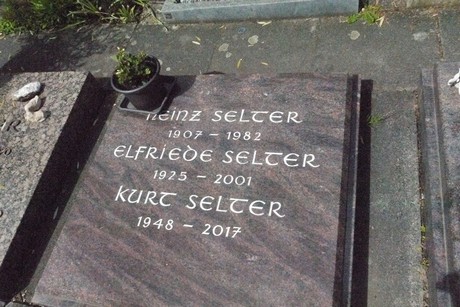 Heinz Selter
1907 – 1982
Elfriede Selter
1925 – 2001
Kurt Selter
1948 – 2017